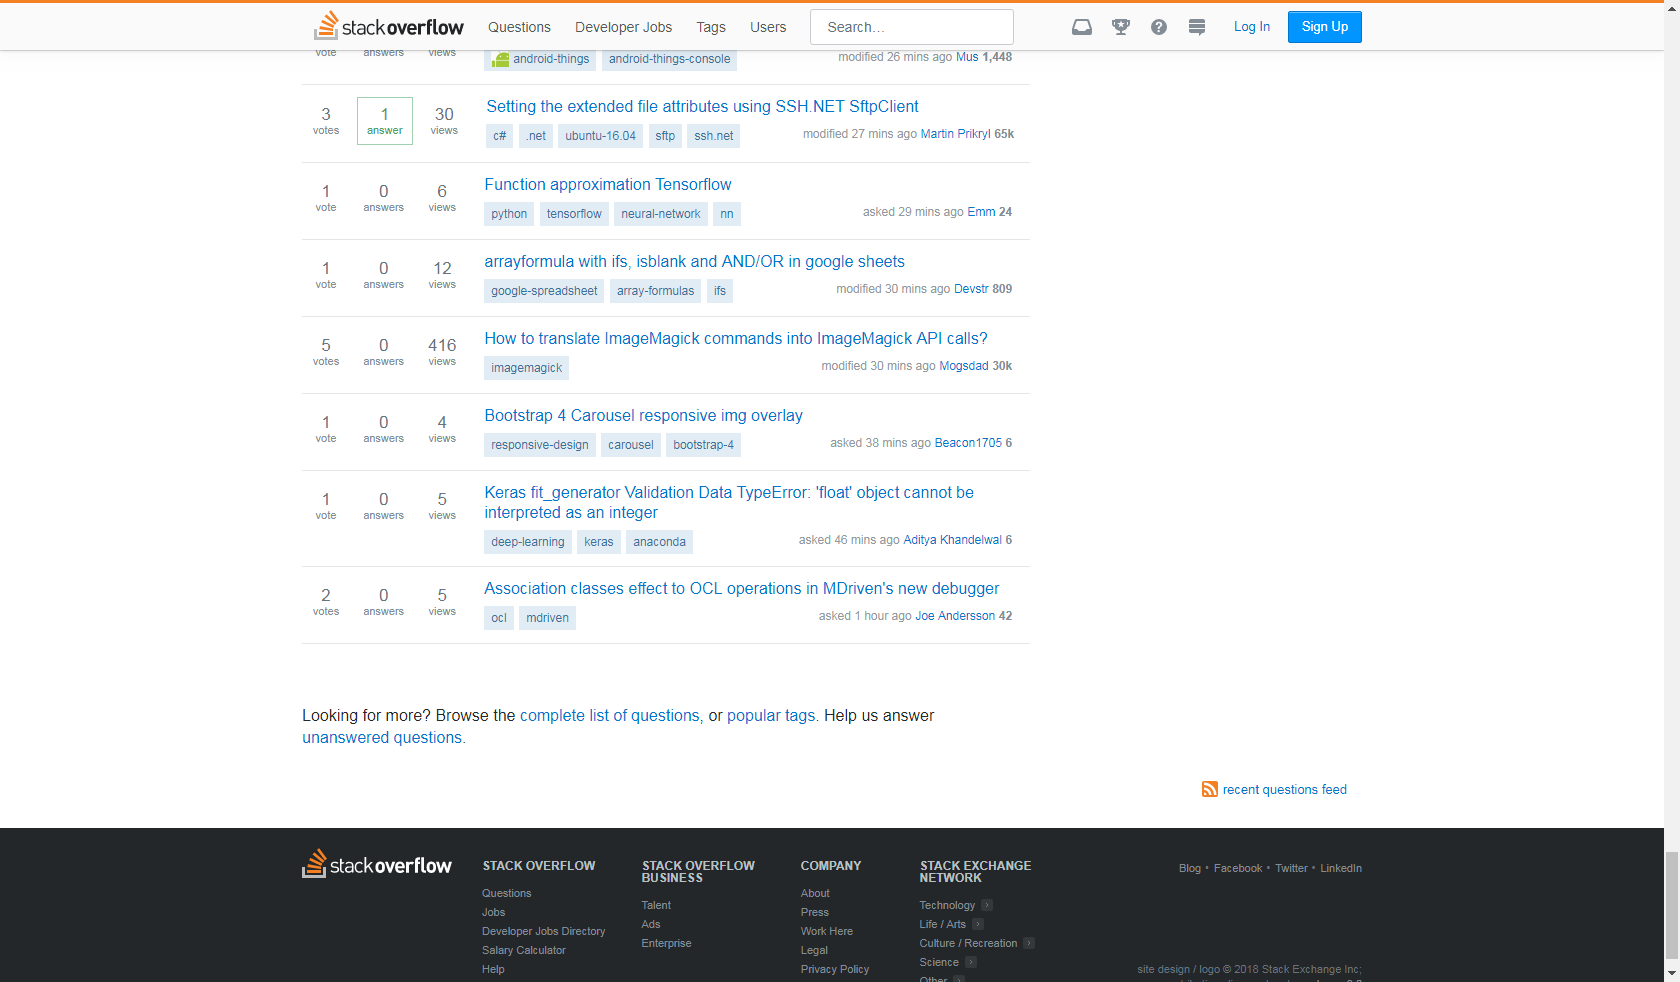 stackoverflow Questions Developer Jobs Tags Users Search... Log In Sign Up
vote answers views android-things android-things-console modified 26 mins ago Mus 1,448
3 votes 1 answer 30 views Setting the extended file attributes using SSH.NET SftpClient
c# .net ubuntu-16.04 sftp ssh.net modified 27 mins ago Martin Prikryl 65k
1 vote 0 answers 6 views Function approximation Tensorflow
python tensorflow neural-network nn asked 29 mins ago Emm 24
1 vote 0 answers 12 views arrayformula with ifs, isblank and AND/OR in google sheets
google-spreadsheet array-formulas ifs modified 30 mins ago Devstr 809
5 votes 0 answers 416 views How to translate ImageMagick commands into ImageMagick API calls?
imagemagick modified 30 mins ago Mogsdad 30k
1 vote 0 answers 4 views Bootstrap 4 Carousel responsive img overlay
responsive-design carousel bootstrap-4 asked 38 mins ago Beacon1705 6
1 vote 0 answers 5 views Keras fit_generator Validation Data TypeError: 'float' object cannot be
interpreted as an integer
deep-learning keras anaconda asked 46 mins ago Aditya Khandelwal 6
2 votes 0 answers 5 views Association classes effect to OCL operations in MDriven's new debugger
ocl mdriven asked 1 hour ago Joe Andersson 42
Looking for more? Browse the complete list of questions, or popular tags. Help us answer
unanswered questions.
recent questions feed
stackoverflow
STACK OVERFLOW
Questions
Jobs
Developer Jobs Directory
Salary Calculator
Help
STACK OVERFLOW
BUSINESS
Talent
Ads
Enterprise
COMPANY
About
Press
Work Here
Legal
Privacy Policy
STACK EXCHANGE
NETWORK
Technology
Life / Arts
Culture / Recreation
Science
Other
Blog • Facebook • Twitter • LinkedIn
site design / logo © 2018 Stack Exchange Inc;